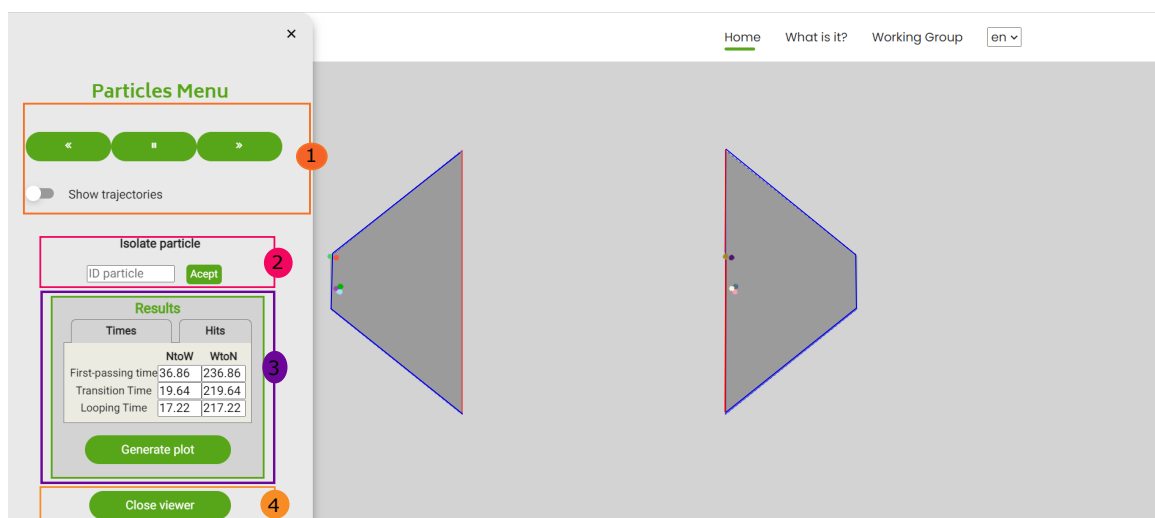 ×
Home What is it? Working Group en
Particles Menu
« ⏸ »
1
Show trajectories
Isolate particle
2
ID particle Acept
Results
Times Hits
NtoW WtoN
3
First-passing time 36.86 236.86
Transition Time 19.64 219.64
Looping Time 17.22 217.22
Generate plot
Close viewer
4